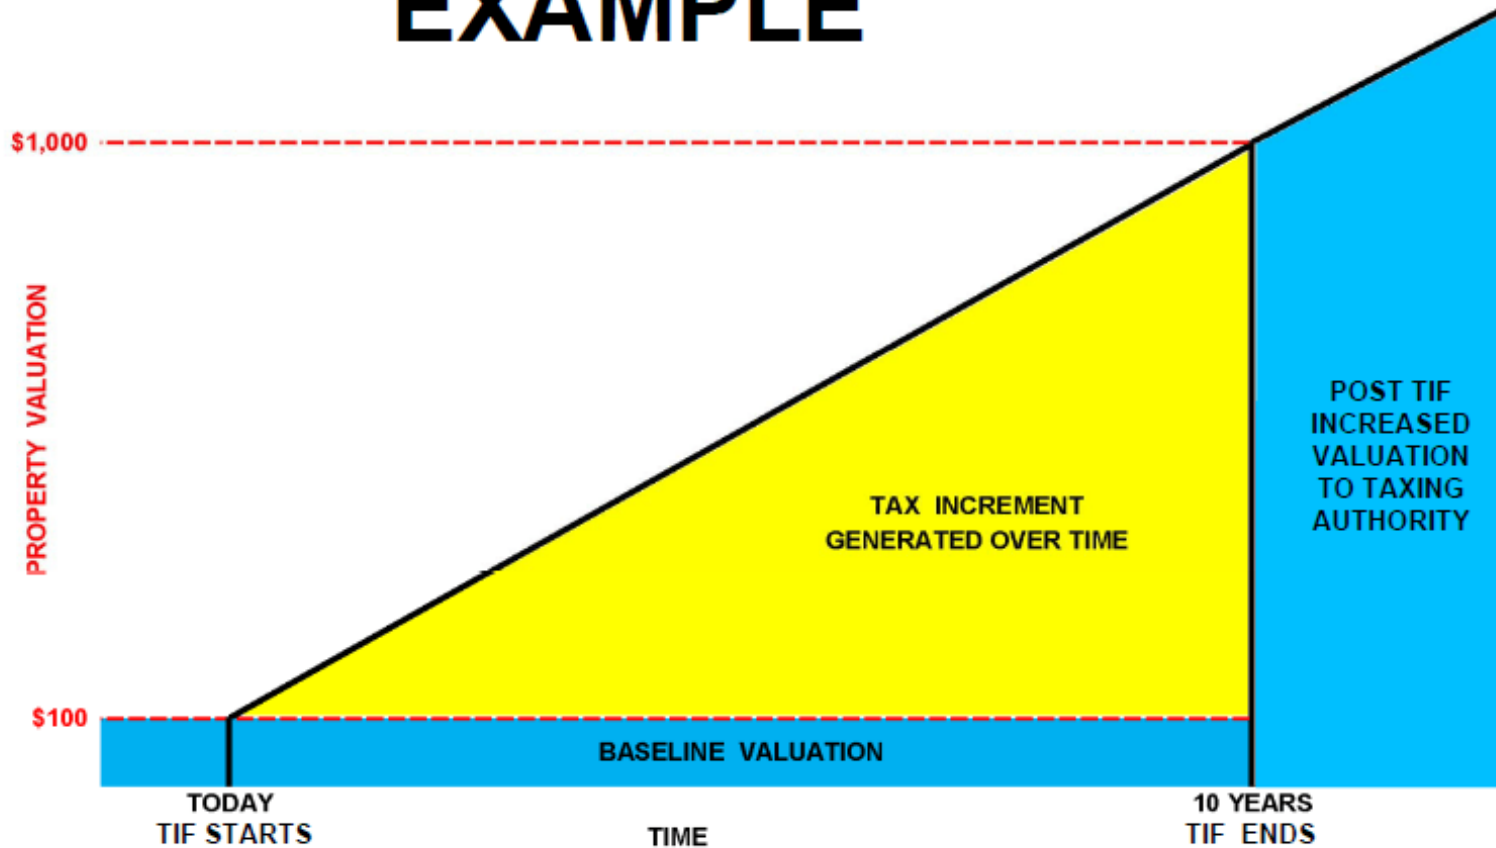 EXAMPLE
$1,000
PROPERTY VALUATION
POST TIF
INCREASED
VALUATION
TO TAXING
AUTHORITY
TAX INCREMENT
GENERATED OVER TIME
$100
BASELINE VALUATION
TODAY
TIF STARTS
TIME
10 YEARS
TIF ENDS